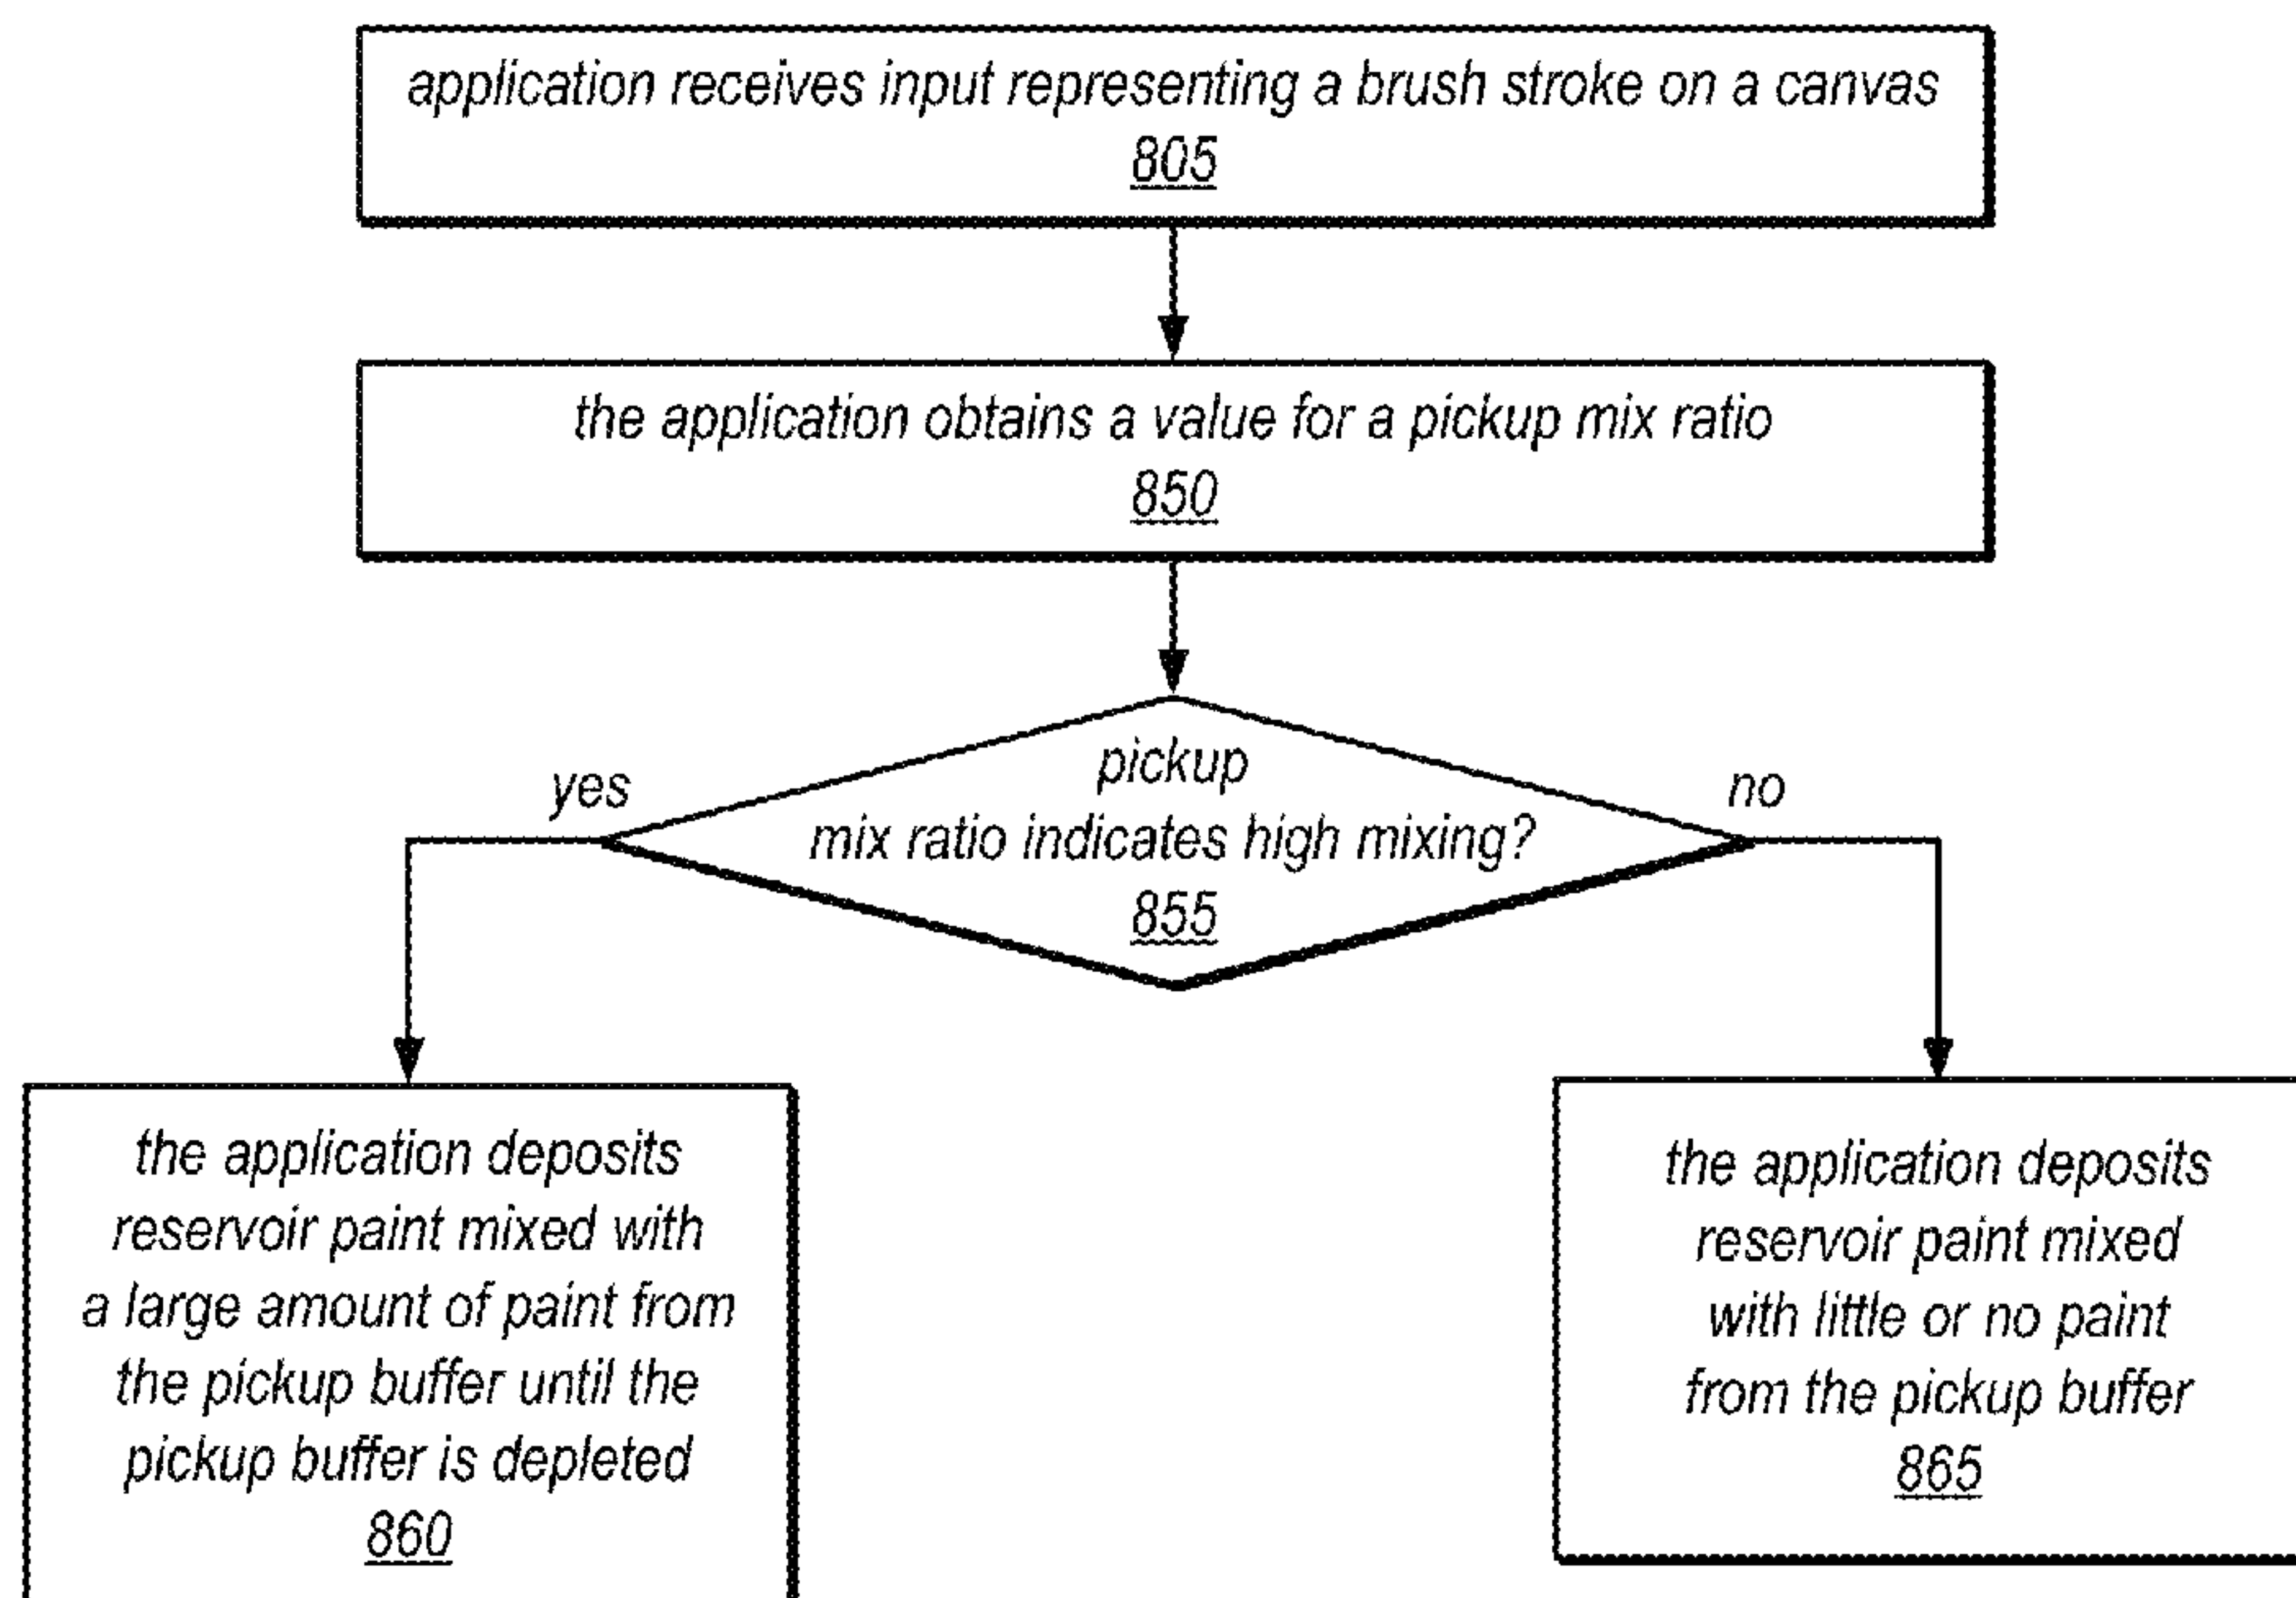 application receives input representing a brush stroke on a canvas
805
the application obtains a value for a pickup mix ratio
850
pickup
mix ratio indicates high mixing?
855
yes
no
the application deposits
reservoir paint mixed with
a large amount of paint from
the pickup buffer until the
pickup buffer is depleted
860
the application deposits
reservoir paint mixed
with little or no paint
from the pickup buffer
865